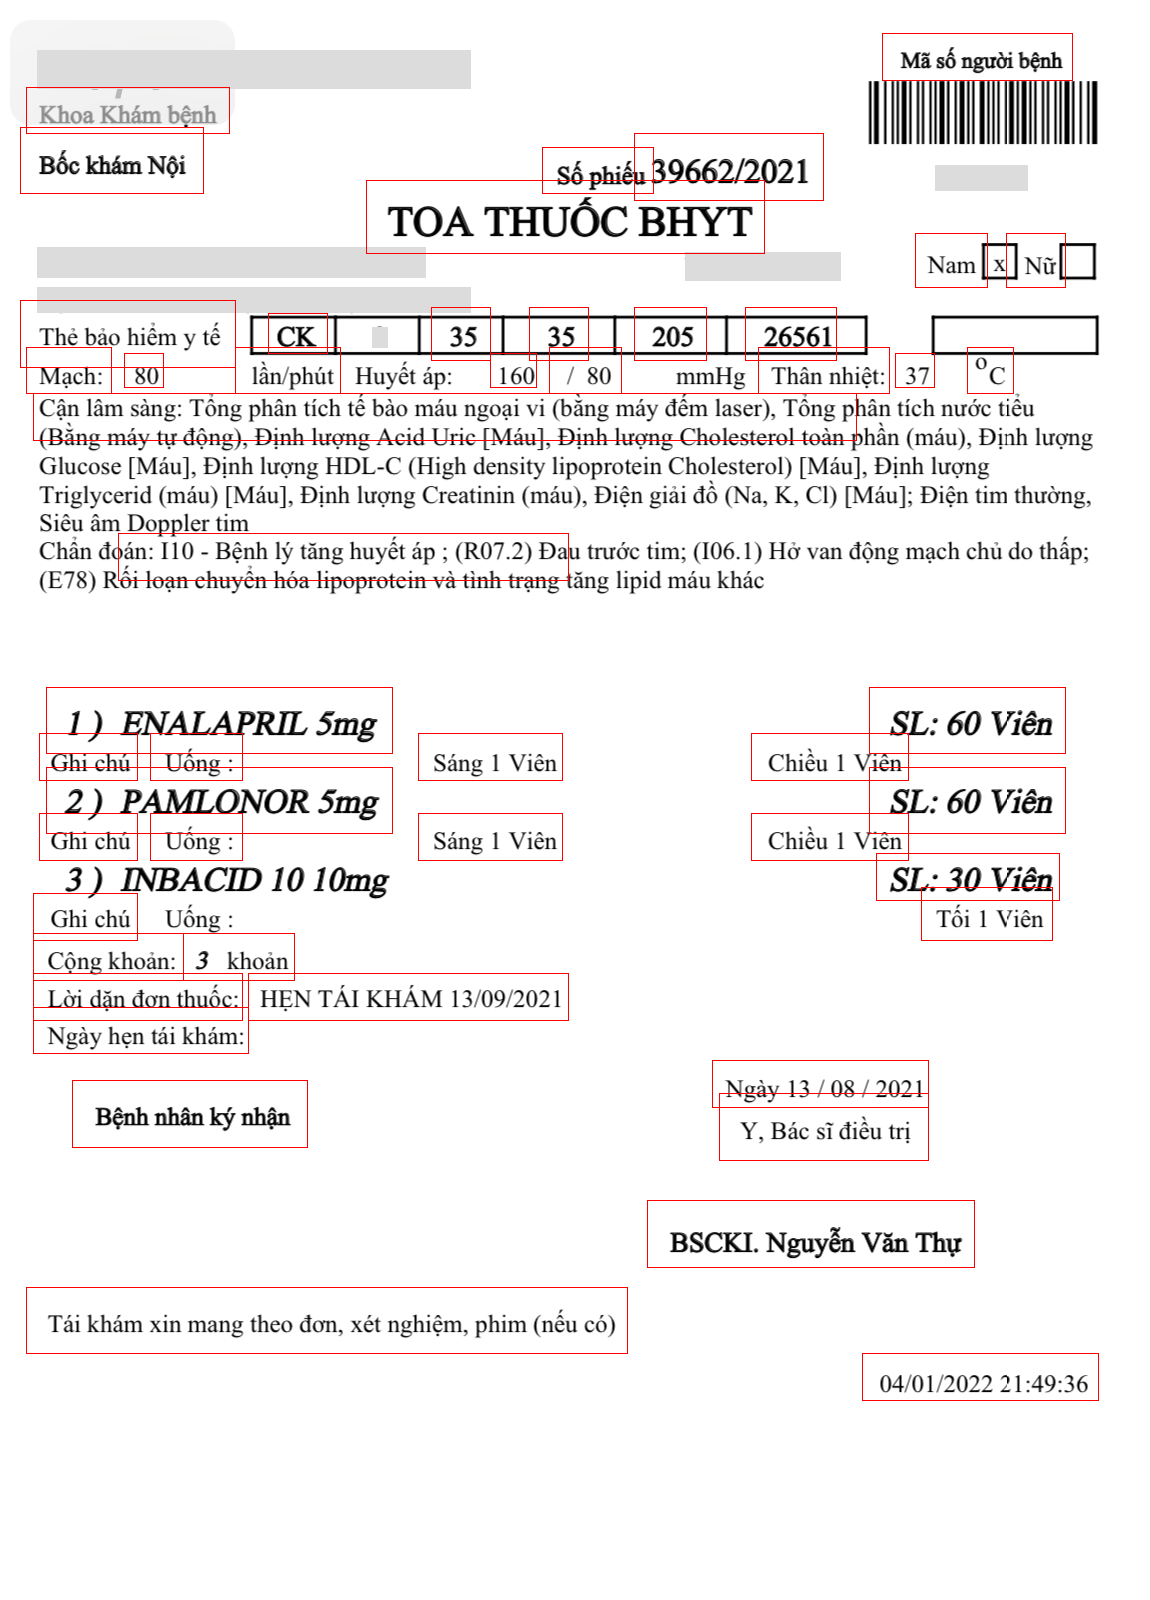 Mã số người bệnh
Khoa Khám bệnh
Bốc khám Nội
Số phiếu 39662/2021
TOA THUỐC BHYT
Nam x Nữ
Thẻ bảo hiểm y tế CK 35 35 205 26561
Mạch: 80 lần/phút Huyết áp: 160 / 80 mmHg Thân nhiệt: 37 °C
Cận lâm sàng: Tổng phân tích tế bào máu ngoại vi (bằng máy đếm laser), Tổng phân tích nước tiểu
(Bằng máy tự động), Định lượng Acid Uric [Máu], Định lượng Cholesterol toàn phần (máu), Định lượng
Glucose [Máu], Định lượng HDL-C (High density lipoprotein Cholesterol) [Máu], Định lượng
Triglycerid (máu) [Máu], Định lượng Creatinin (máu), Điện giải đồ (Na, K, Cl) [Máu]; Điện tim thường,
Siêu âm Doppler tim
Chẩn đoán: I10 - Bệnh lý tăng huyết áp ; (R07.2) Đau trước tim; (I06.1) Hở van động mạch chủ do thấp;
(E78) Rối loạn chuyển hóa lipoprotein và tình trạng tăng lipid máu khác
1 ) ENALAPRIL 5mg SL: 60 Viên
Ghi chú Uống : Sáng 1 Viên Chiều 1 Viên
2 ) PAMLONOR 5mg SL: 60 Viên
Ghi chú Uống : Sáng 1 Viên Chiều 1 Viên
3 ) INBACID 10 10mg SL: 30 Viên
Ghi chú Uống : Tối 1 Viên
Cộng khoản: 3 khoản
Lời dặn đơn thuốc: HẸN TÁI KHÁM 13/09/2021
Ngày hẹn tái khám:
Ngày 13 / 08 / 2021
Bệnh nhân ký nhận
Y, Bác sĩ điều trị
BSCKI. Nguyễn Văn Thự
Tái khám xin mang theo đơn, xét nghiệm, phim (nếu có)
04/01/2022 21:49:36